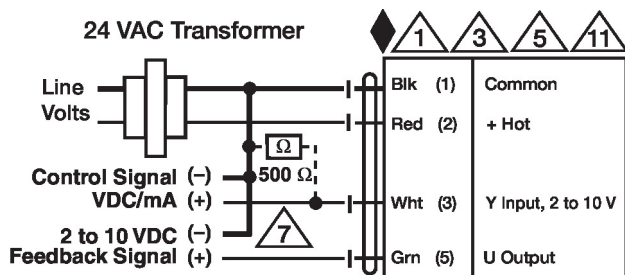 24 VAC Transformer
1 3 5 11
Line
Volts
Blk (1) Common
Red (2) + Hot
Ω
500 Ω
Control Signal (–)
VDC/mA (+)
Wht (3) Y Input, 2 to 10 V
7
2 to 10 VDC (–)
Feedback Signal (+)
Grn (5) U Output